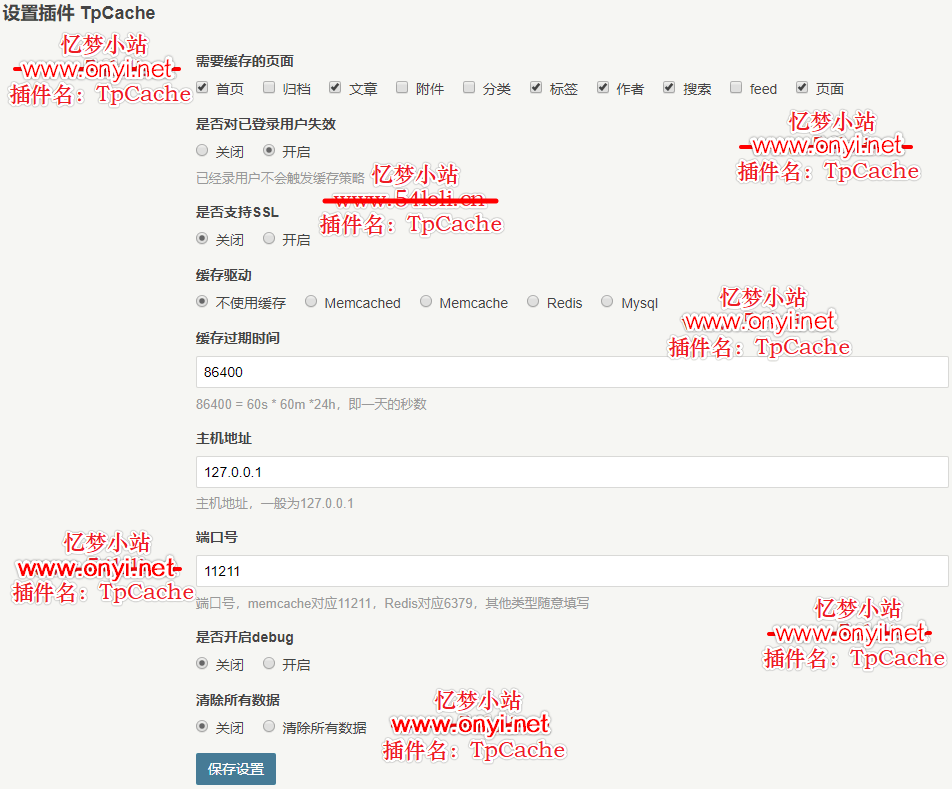 设置插件 TpCache
忆梦小站
www.5nyi.net
插件名：TpCache
需要缓存的页面
首页 归档 文章 附件 分类 标签 作者 搜索 feed 页面
是否对已登录用户失效
关闭 开启
已经录用户不会触发缓存策略
忆梦小站
www.onyi.net
插件名：TpCache
忆梦小站
www.54loli.cn
插件名：TpCache
是否支持SSL
关闭 开启
缓存驱动
不使用缓存 Memcached Memcache Redis Mysql
忆梦小站
www.onyi.net
插件名：TpCache
缓存过期时间
86400
86400 = 60s * 60m *24h，即一天的秒数
主机地址
127.0.0.1
主机地址，一般为127.0.0.1
端口号
忆梦小站
www.onyi.net
插件名：TpCache
11211
端口号，memcache对应11211，Redis对应6379，其他类型随意填写
忆梦小站
www.onyi.net
插件名：TpCache
是否开启debug
关闭 开启
清除所有数据
关闭 清除所有数据
忆梦小站
www.onyi.net
插件名：TpCache
保存设置